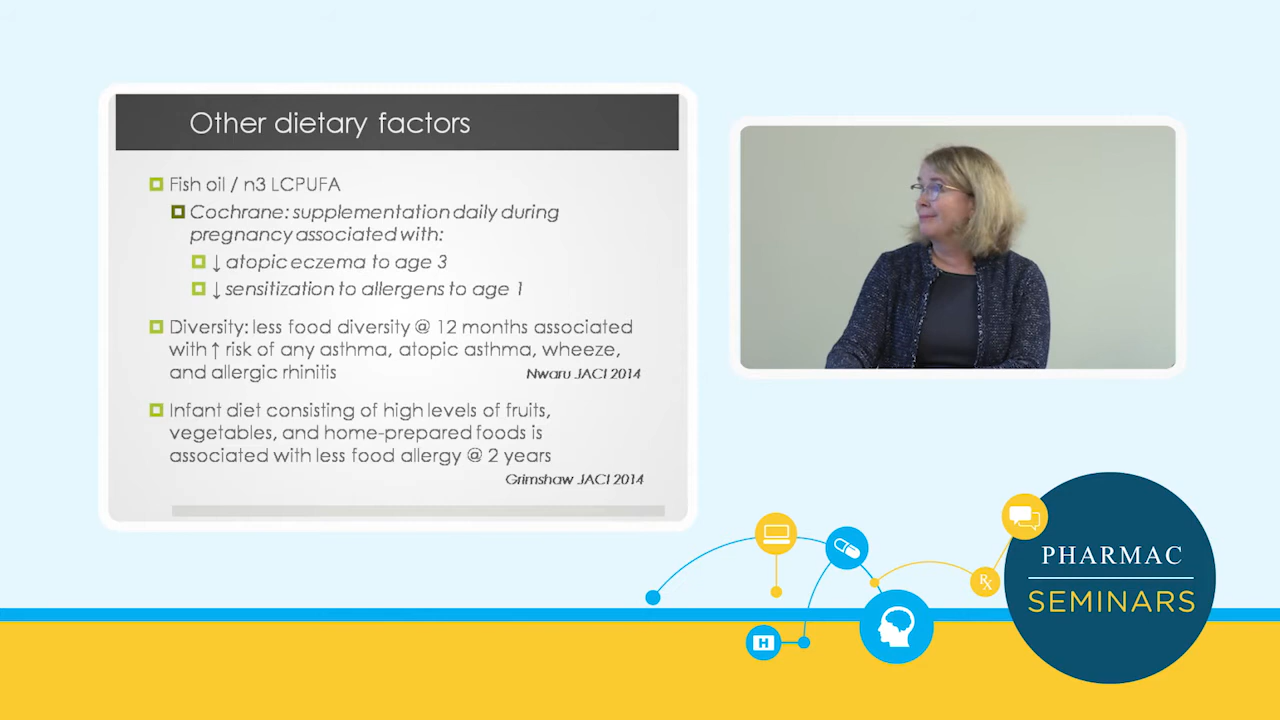 Other dietary factors
Fish oil / n3 LCPUFA
Cochrane: supplementation daily during
pregnancy associated with:
↓ atopic eczema to age 3
↓ sensitization to allergens to age 1
Diversity: less food diversity @ 12 months associated
with ↑ risk of any asthma, atopic asthma, wheeze,
and allergic rhinitis
Nwaru JACI 2014
Infant diet consisting of high levels of fruits,
vegetables, and home-prepared foods is
associated with less food allergy @ 2 years
Grimshaw JACI 2014
PHARMAC
SEMINARS
Rx
H